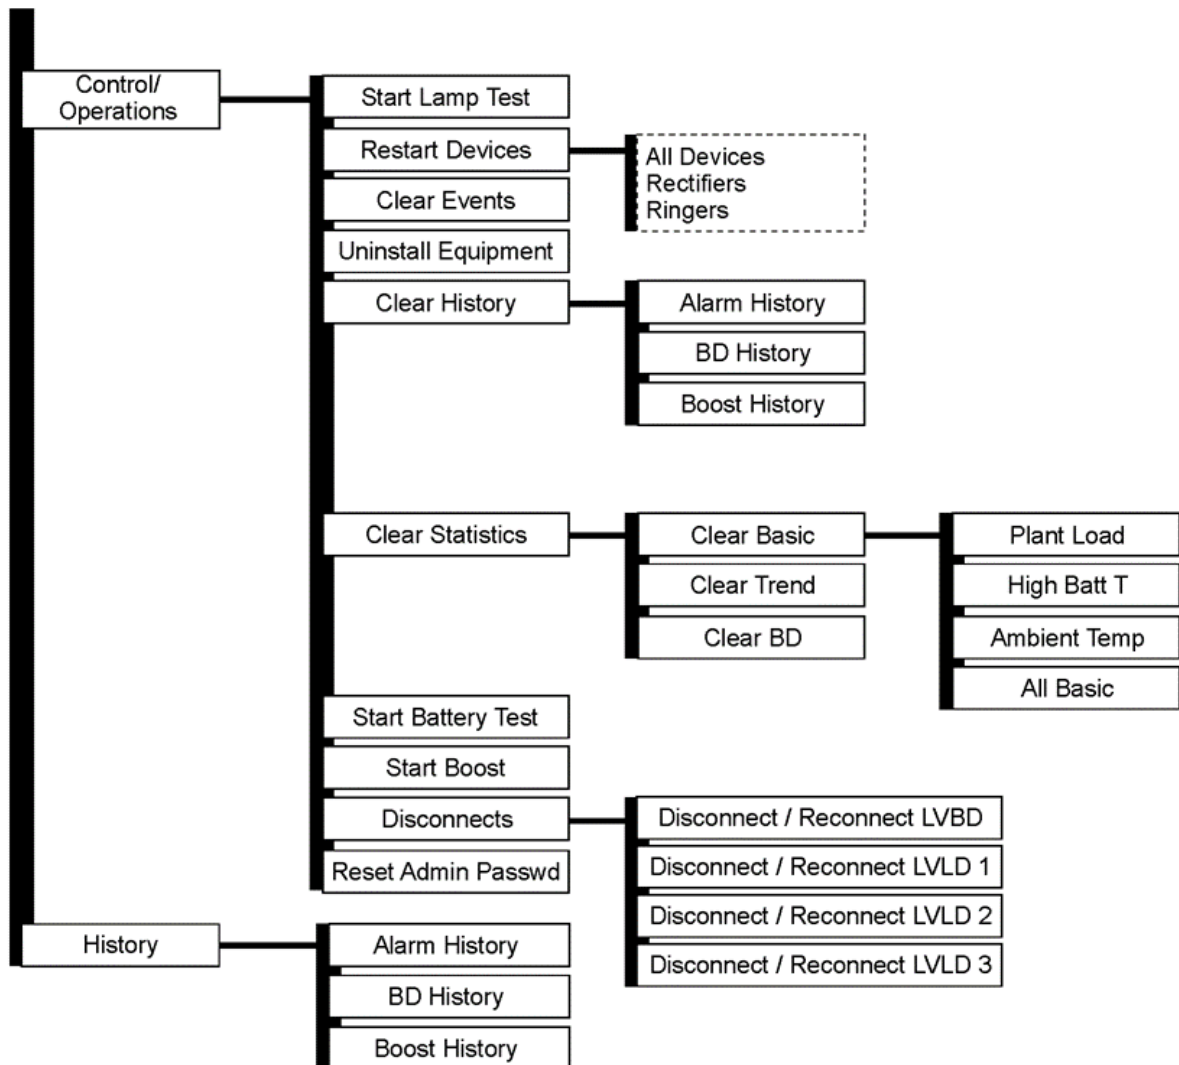 Control/
Operations
Start Lamp Test
Restart Devices
All Devices
Rectifiers
Ringers
Clear Events
Uninstall Equipment
Clear History
Alarm History
BD History
Boost History
Clear Statistics
Clear Basic
Plant Load
Clear Trend
High Batt T
Clear BD
Ambient Temp
All Basic
Start Battery Test
Start Boost
Disconnects
Disconnect / Reconnect LVBD
Disconnect / Reconnect LVLD 1
Disconnect / Reconnect LVLD 2
Disconnect / Reconnect LVLD 3
Reset Admin Passwd
History
Alarm History
BD History
Boost History